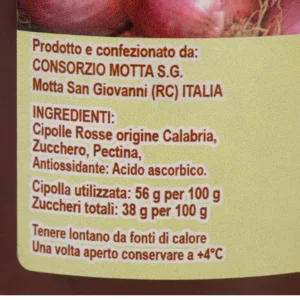 Prodotto e confezionato da:
CONSORZIO MOTTA S.G.
Motta San Giovanni (RC) ITALIA
INGREDIENTI:
Cipolle Rosse origine Calabria,
Zucchero, Pectina,
Antiossidante: Acido ascorbico.
Cipolla utilizzata: 56 g per 100 g
Zuccheri totali: 38 g per 100 g
Tenere lontano da fonti di calore
Una volta aperto conservare a +4°C